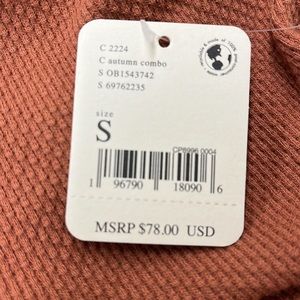 C 2224
C autumn combo
S OB1543742
S 69762235
size
S
CP8996 0004
1 96790 18090 6
MSRP $78.00 USD